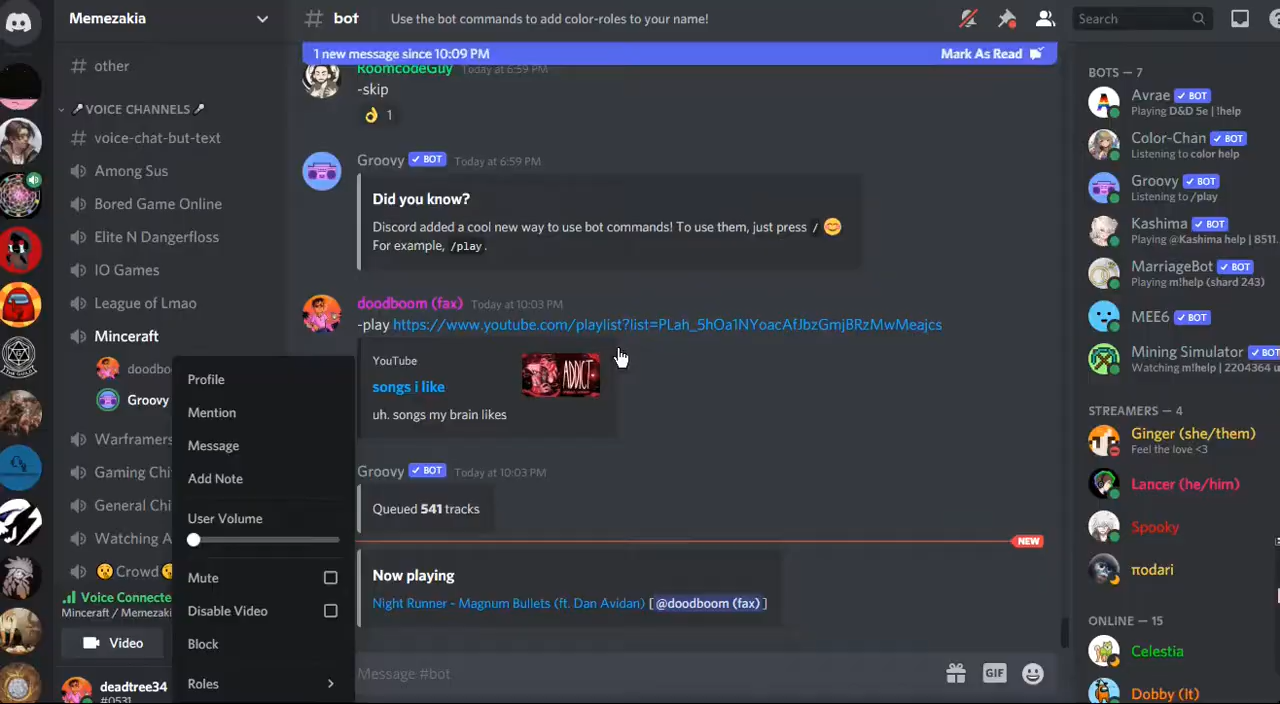 Memezakia
# bot
Use the bot commands to add color-roles to your name!
Search
1 new message since 10:09 PM
Mark As Read
# other
VOICE CHANNELS
# voice-chat-but-text
Among Sus
Bored Game Online
Elite N Dangerfloss
IO Games
League of Lmao
Minceraft
doodbo
Groovy
Warframers
Gaming Chi
General Chi
Watching A
Crowd
Voice Connecte
Minceraft / Memezaki
Video
deadtree34
#0531
Profile
Mention
Message
Add Note
User Volume
Mute
Disable Video
Block
Roles
RoomcodeGuy Today at 6:59 PM
-skip
1
Groovy BOT Today at 6:59 PM
Did you know?
Discord added a cool new way to use bot commands! To use them, just press /
For example, /play.
doodboom (fax) Today at 10:03 PM
-play https://www.youtube.com/playlist?list=PLah_5hOa1NYoacAfJbzGmjBRzMwMeajcs
YouTube
songs i like
uh. songs my brain likes
ADDICT
Groovy BOT Today at 10:03 PM
Queued 541 tracks
NEW
Now playing
Night Runner - Magnum Bullets (ft. Dan Avidan) [@doodboom (fax)]
Message #bot
GIF
BOTS — 7
Avrae BOT
Playing D&D 5e | !help
Color-Chan BOT
Listening to color help
Groovy BOT
Listening to /play
Kashima BOT
Playing @Kashima help | 8511.
MarriageBot BOT
Playing m!help (shard 243)
MEE6 BOT
Mining Simulator BOT
Watching m!help | 2204364 u
STREAMERS — 4
Ginger (she/them)
Feel the love <3
Lancer (he/him)
Spooky
πodari
ONLINE — 15
Celestia
Dobby (It)